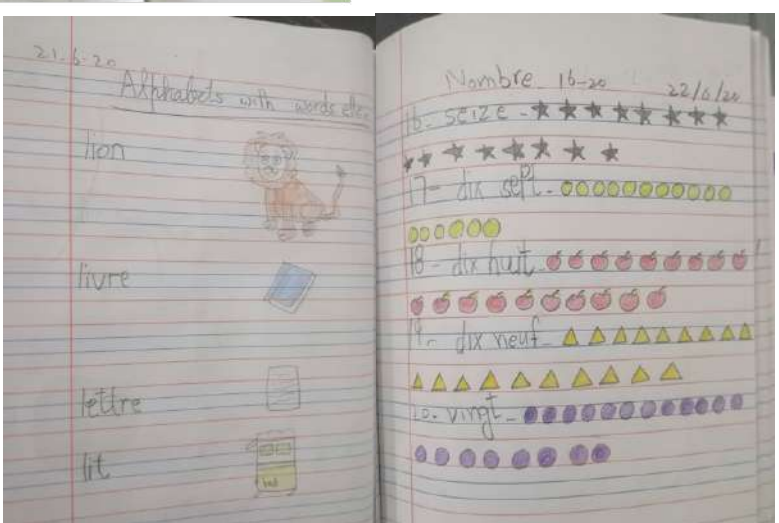 21.6.20
Alphabets with words
lion
livre
lettre
lit
Nombre 16-20 22/6/20
16- seize -
17- dix sept -
18 - dix huit -
19 - dix neuf -
20- vingt -